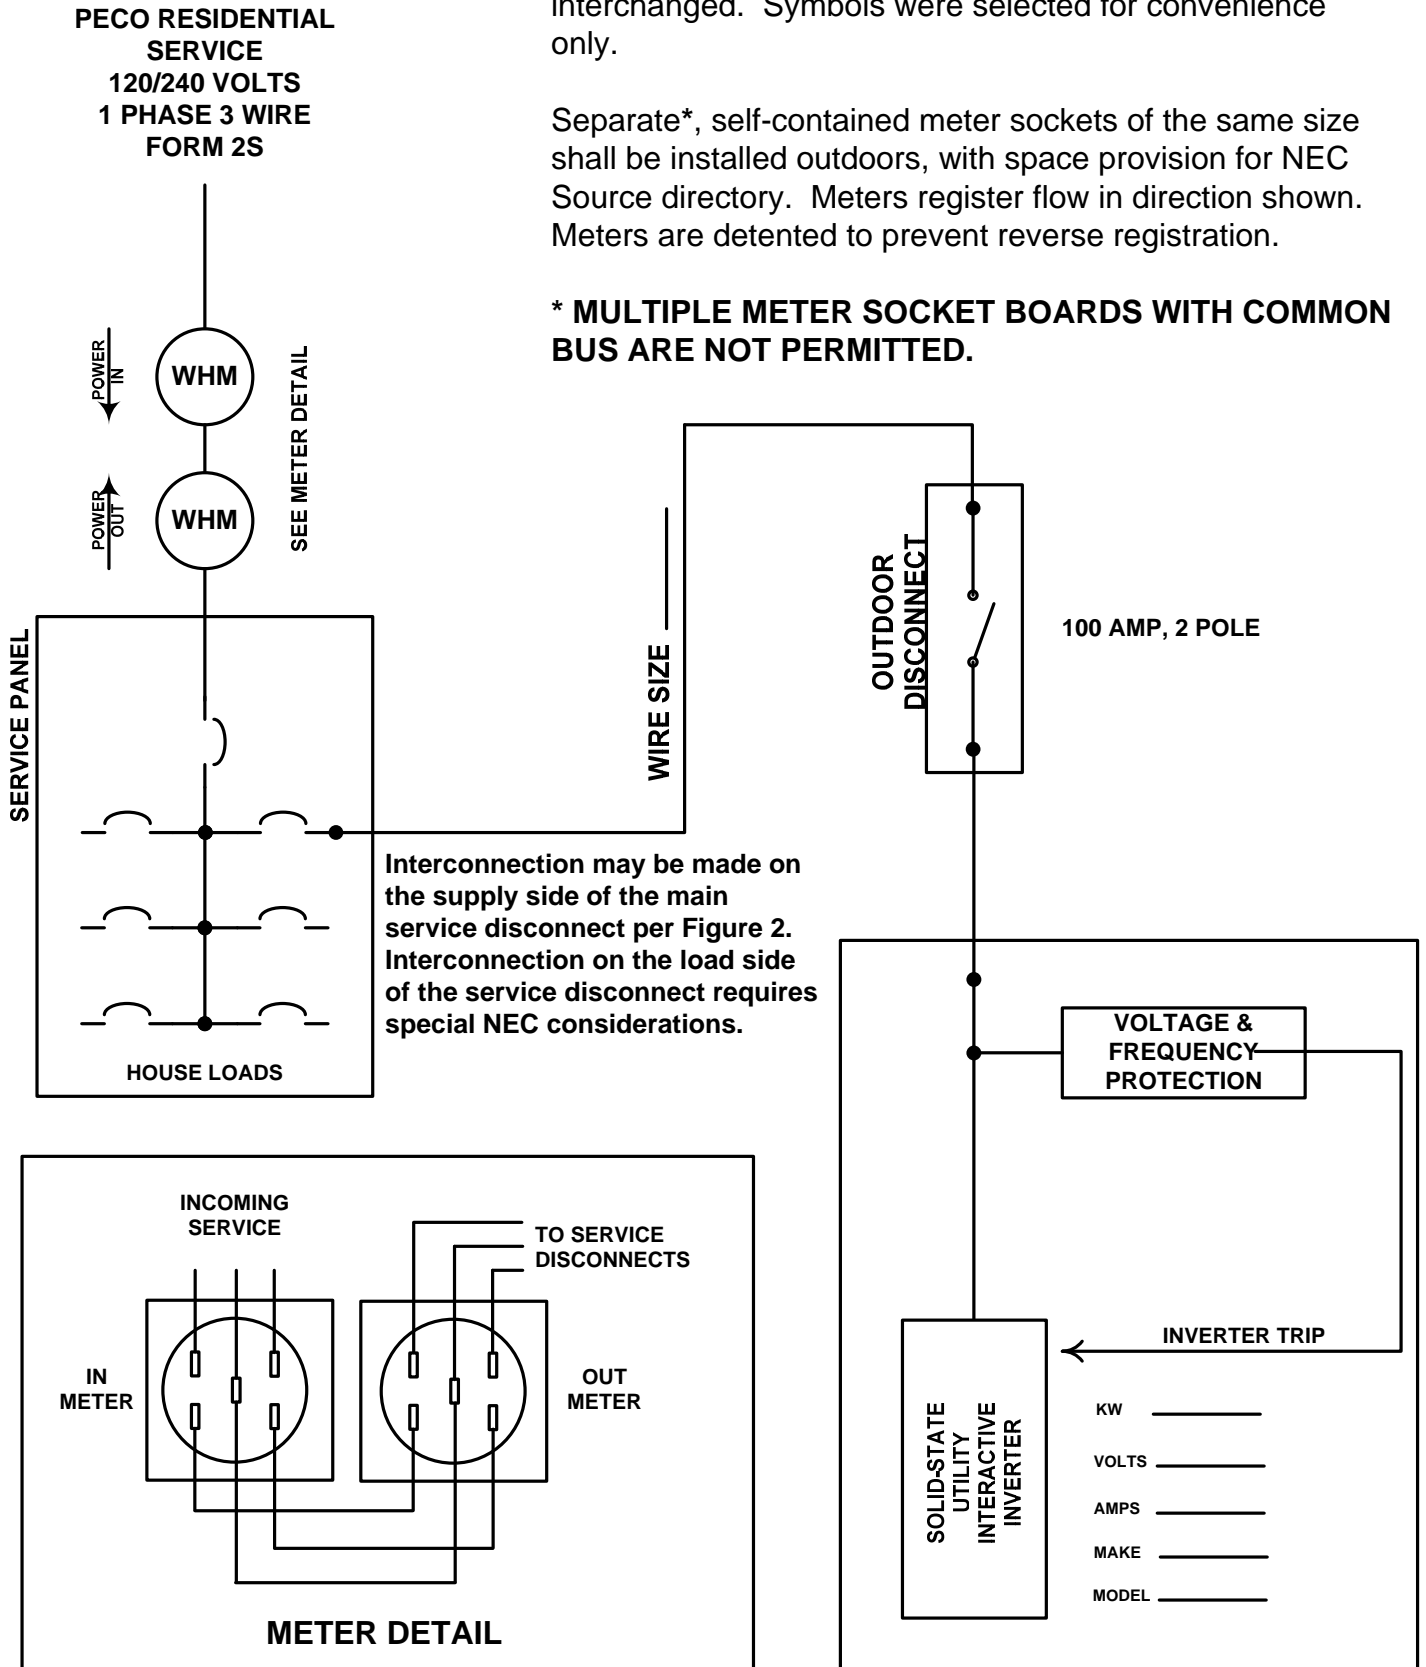 PECO RESIDENTIAL
SERVICE
120/240 VOLTS
1 PHASE 3 WIRE
FORM 2S
interchanged. Symbols were selected for convenience
only.
Separate*, self-contained meter sockets of the same size
shall be installed outdoors, with space provision for NEC
Source directory. Meters register flow in direction shown.
Meters are detented to prevent reverse registration.
* MULTIPLE METER SOCKET BOARDS WITH COMMON
BUS ARE NOT PERMITTED.
POWER
IN
WHM
POWER
OUT
WHM
SEE METER DETAIL
SERVICE PANEL
HOUSE LOADS
WIRE SIZE
OUTDOOR
DISCONNECT
100 AMP, 2 POLE
Interconnection may be made on
the supply side of the main
service disconnect per Figure 2.
Interconnection on the load side
of the service disconnect requires
special NEC considerations.
VOLTAGE &
FREQUENCY
PROTECTION
INVERTER TRIP
SOLID-STATE
UTILITY
INTERACTIVE
INVERTER
KW
VOLTS
AMPS
MAKE
MODEL
INCOMING
SERVICE
TO SERVICE
DISCONNECTS
IN
METER
OUT
METER
METER DETAIL